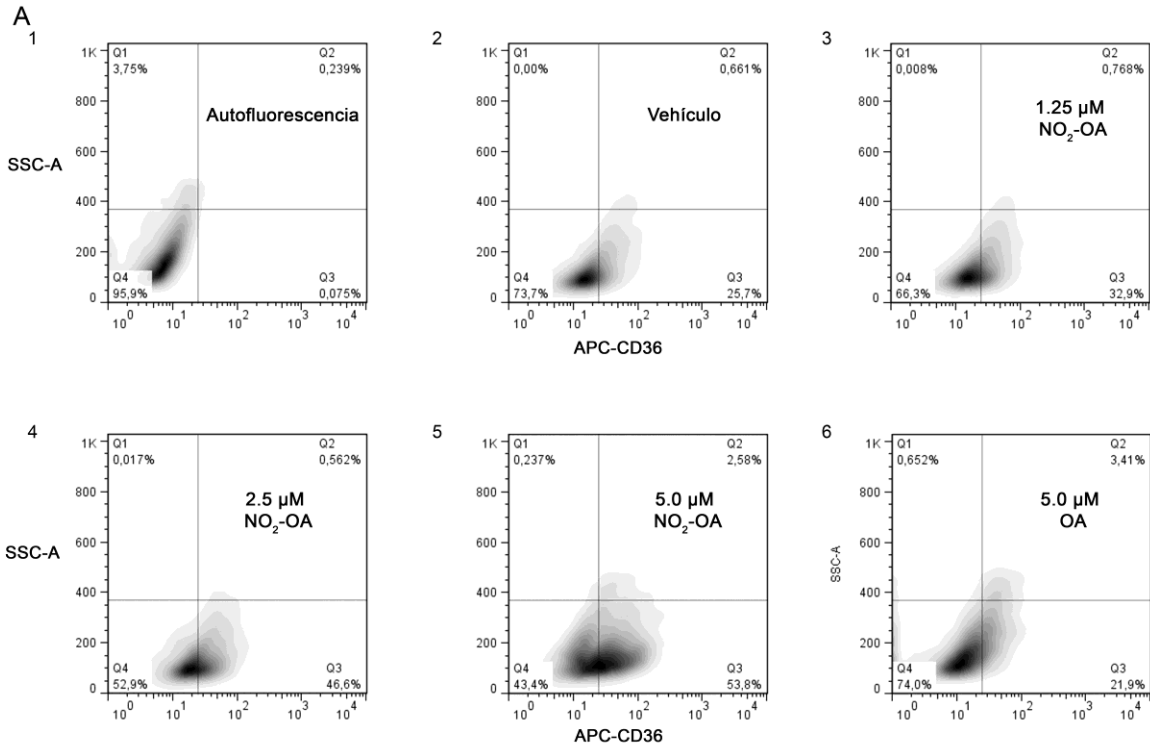 A
1
Q1
3,75%
Q2
0,239%
Autofluorescencia
Q4
95,9%
Q3
0,075%
1K
800
600
400
200
0
10^0 10^1 10^2 10^3 10^4
SSC-A
2
Q1
0,00%
Q2
0,661%
Vehículo
Q4
73,7%
Q3
25,7%
1K
800
600
400
200
0
10^0 10^1 10^2 10^3 10^4
APC-CD36
3
Q1
0,008%
Q2
0,768%
1.25 µM
NO₂-OA
Q4
66,3%
Q3
32,9%
1K
800
600
400
200
0
10^0 10^1 10^2 10^3 10^4
4
Q1
0,017%
Q2
0,562%
2.5 µM
NO₂-OA
Q4
52,9%
Q3
46,6%
1K
800
600
400
200
0
10^0 10^1 10^2 10^3 10^4
SSC-A
5
Q1
0,237%
Q2
2,58%
5.0 µM
NO₂-OA
Q4
43,4%
Q3
53,8%
1K
800
600
400
200
0
10^0 10^1 10^2 10^3 10^4
APC-CD36
6
Q1
0,652%
Q2
3,41%
5.0 µM
OA
Q4
74,0%
Q3
21,9%
1K
800
600
400
200
0
10^0 10^1 10^2 10^3 10^4
SSC-A